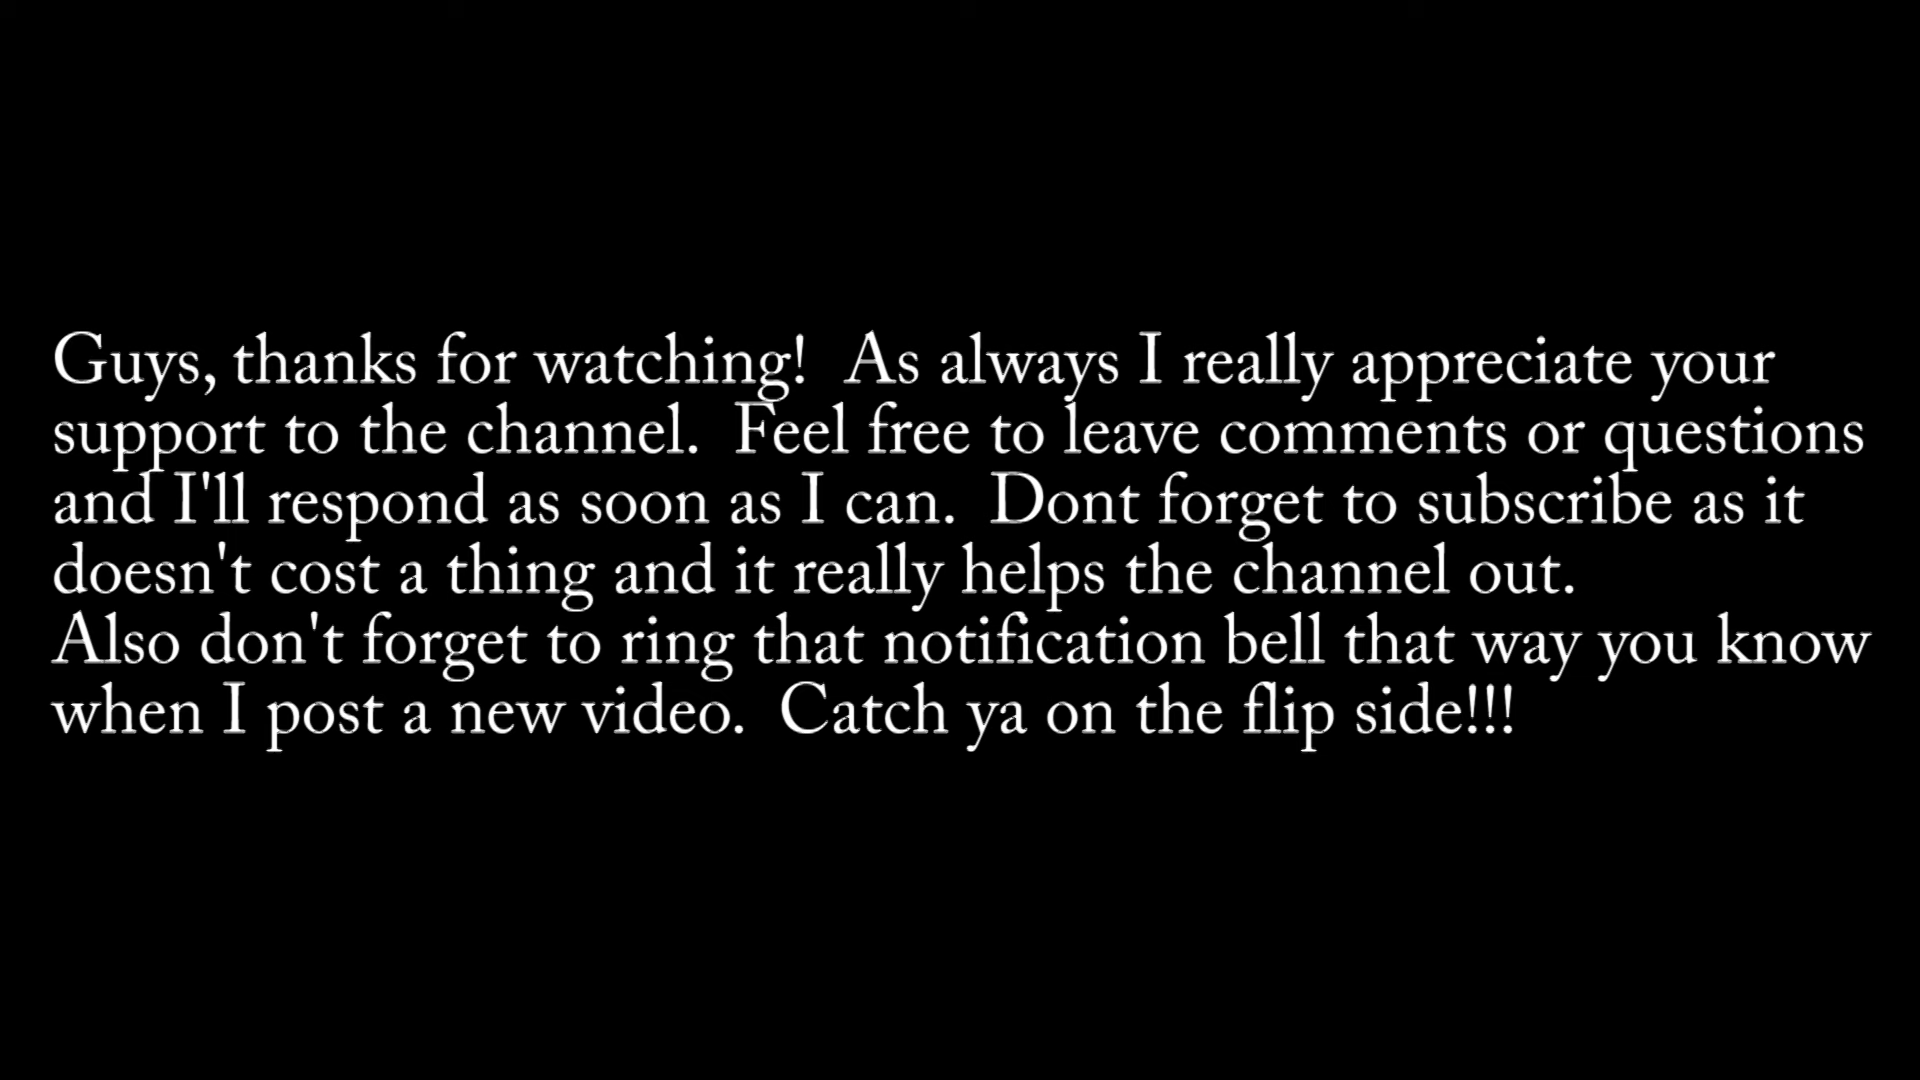 Guys, thanks for watching!  As always I really appreciate your
support to the channel.  Feel free to leave comments or questions
and I'll respond as soon as I can.  Dont forget to subscribe as it
doesn't cost a thing and it really helps the channel out.
Also don't forget to ring that notification bell that way you know
when I post a new video.  Catch ya on the flip side!!!